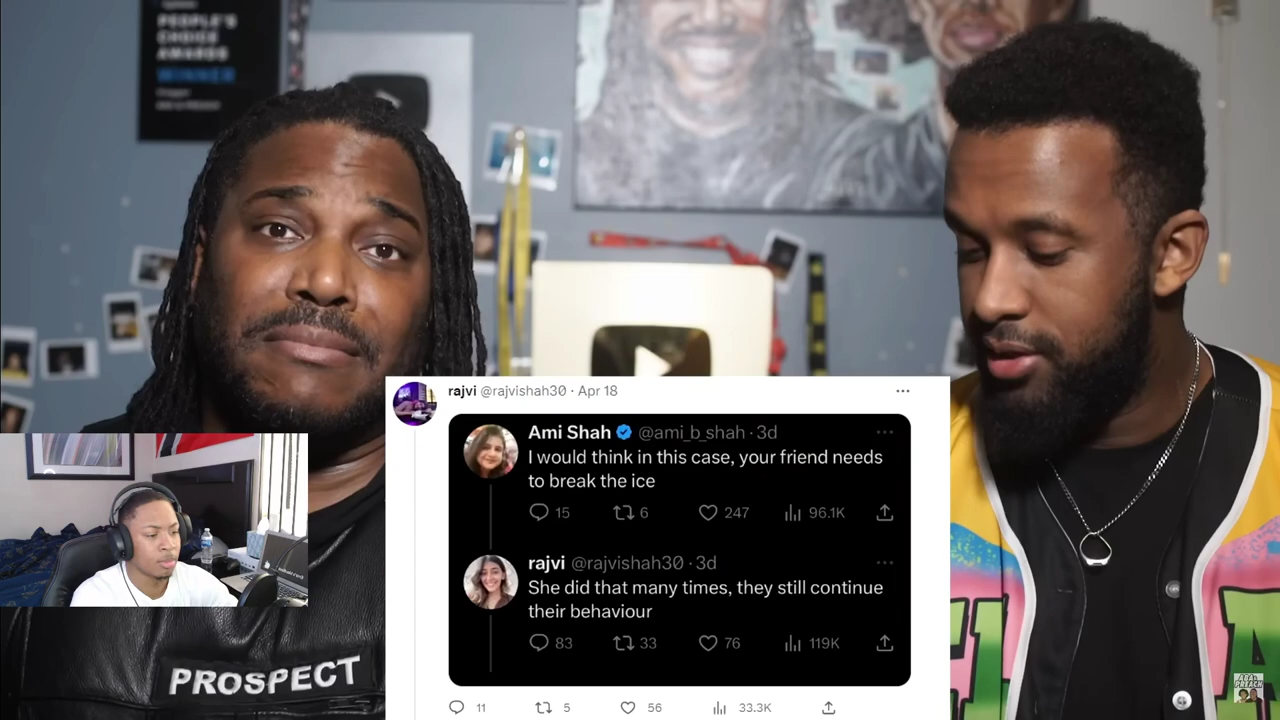 PEOPLE'S
CHOICE
AWARDS
WINNER
rajvi @rajvishah30 · Apr 18
Ami Shah @ami_b_shah · 3d
I would think in this case, your friend needs
to break the ice
15 6 247 96.1K
rajvi @rajvishah30 · 3d
She did that many times, they still continue
their behaviour
83 33 76 119K
11 5 56 33.3K
PROSPECT
ABA
PREACH